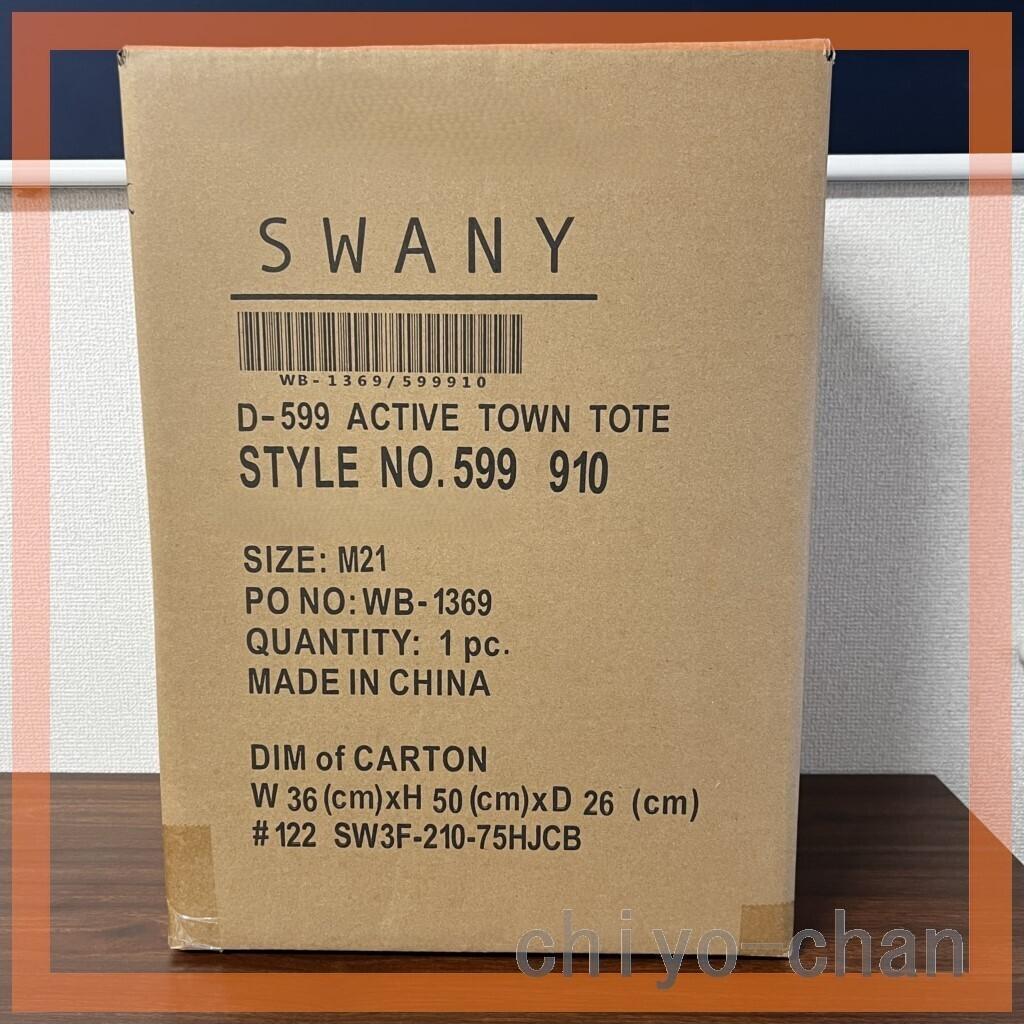 SWANY
WB-1369/599910
D-599 ACTIVE TOWN TOTE
STYLE NO. 599 910
SIZE: M21
PO NO: WB-1369
QUANTITY: 1 pc.
MADE IN CHINA
DIM of CARTON
W 36 (cm)xH 50 (cm)xD 26 (cm)
#122 SW3F-210-75HJCB
chiyo-chan